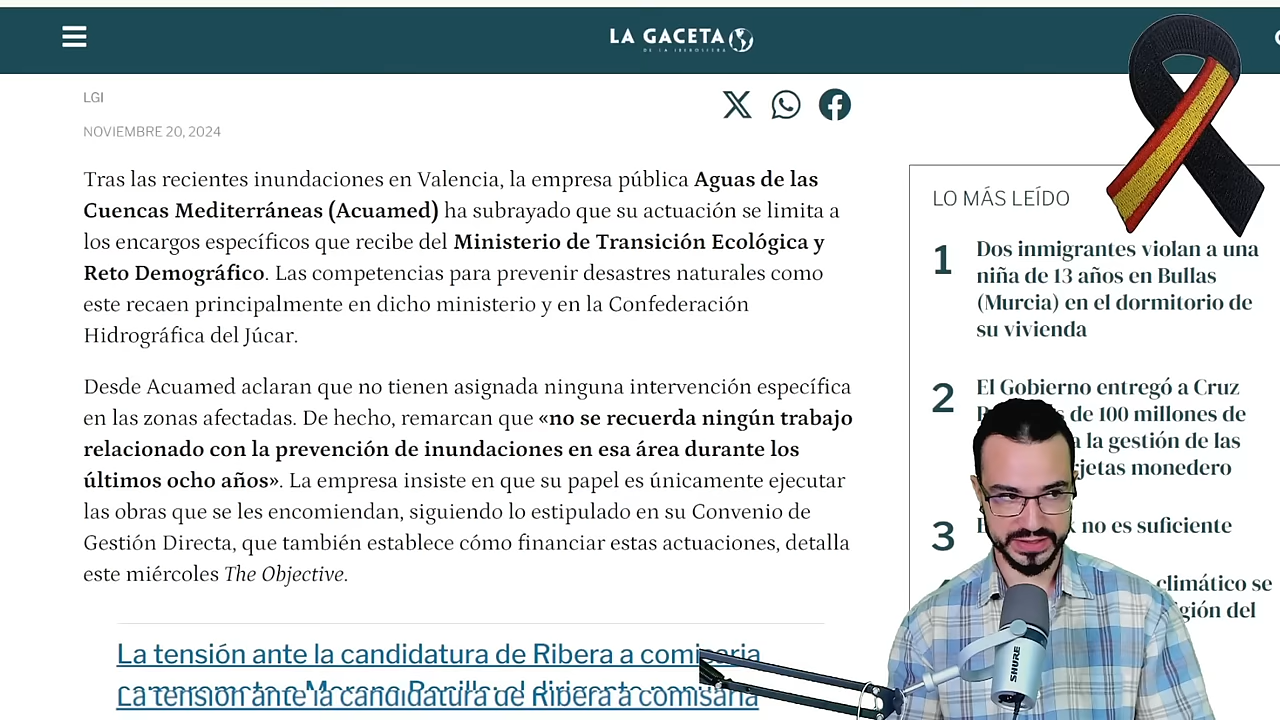 LA GACETA
DE LA IBEROSFERA
LGI
NOVIEMBRE 20, 2024
Tras las recientes inundaciones en Valencia, la empresa pública Aguas de las
Cuencas Mediterráneas (Acuamed) ha subrayado que su actuación se limita a
los encargos específicos que recibe del Ministerio de Transición Ecológica y
Reto Demográfico. Las competencias para prevenir desastres naturales como
este recaen principalmente en dicho ministerio y en la Confederación
Hidrográfica del Júcar.
Desde Acuamed aclaran que no tienen asignada ninguna intervención específica
en las zonas afectadas. De hecho, remarcan que «no se recuerda ningún trabajo
relacionado con la prevención de inundaciones en esa área durante los
últimos ocho años». La empresa insiste en que su papel es únicamente ejecutar
las obras que se les encomiendan, siguiendo lo estipulado en su Convenio de
Gestión Directa, que también establece cómo financiar estas actuaciones, detalla
este miércoles The Objective.
La tensión ante la candidatura de Ribera a comisaria
La tensión ante la candidatura de Ribera a comisaria
LO MÁS LEÍDO
1 Dos inmigrantes violan a una
niña de 13 años en Bullas
(Murcia) en el dormitorio de
su vivienda
2 El Gobierno entregó a Cruz
de 100 millones de
a la gestión de las
monedero
3 no es suficiente
climático se
del
SHURE